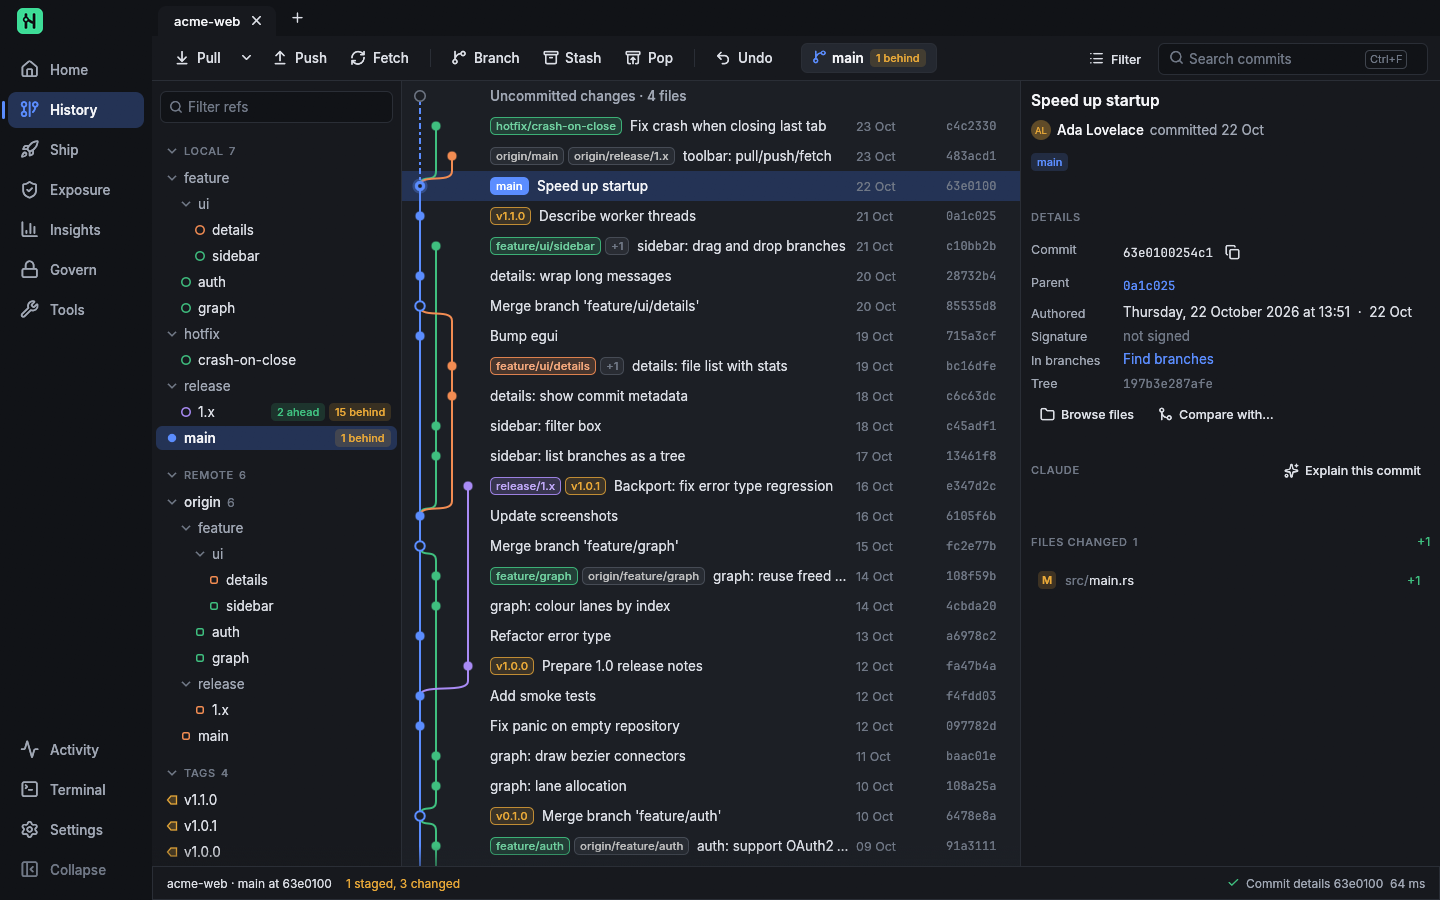 acme-web
Pull Push Fetch Branch Stash Pop Undo main 1 behind Filter Search commits Ctrl+F
Home
History
Ship
Exposure
Insights
Govern
Tools
Activity
Terminal
Settings
Collapse
Filter refs
LOCAL 7
feature
ui
details
sidebar
auth
graph
hotfix
crash-on-close
release
1.x 2 ahead 15 behind
main 1 behind
REMOTE 6
origin 6
feature
ui
details
sidebar
auth
graph
release
1.x
main
TAGS 4
v1.1.0
v1.0.1
v1.0.0
Uncommitted changes · 4 files
hotfix/crash-on-close Fix crash when closing last tab 23 Oct c4c2330
origin/main origin/release/1.x toolbar: pull/push/fetch 23 Oct 483acd1
main Speed up startup 22 Oct 63e0100
v1.1.0 Describe worker threads 21 Oct 0a1c025
feature/ui/sidebar +1 sidebar: drag and drop branches 21 Oct c10bb2b
details: wrap long messages 20 Oct 28732b4
Merge branch 'feature/ui/details' 20 Oct 85535d8
Bump egui 19 Oct 715a3cf
feature/ui/details +1 details: file list with stats 19 Oct bc16dfe
details: show commit metadata 18 Oct c6c63dc
sidebar: filter box 18 Oct c45adf1
sidebar: list branches as a tree 17 Oct 13461f8
release/1.x v1.0.1 Backport: fix error type regression 16 Oct e347d2c
Update screenshots 16 Oct 6105f6b
Merge branch 'feature/graph' 15 Oct fc2e77b
feature/graph origin/feature/graph graph: reuse freed ... 14 Oct 108f59b
graph: colour lanes by index 14 Oct 4cbda20
Refactor error type 13 Oct a6978c2
v1.0.0 Prepare 1.0 release notes 12 Oct fa47b4a
Add smoke tests 12 Oct f4fdd03
Fix panic on empty repository 12 Oct 097782d
graph: draw bezier connectors 11 Oct baac01e
graph: lane allocation 10 Oct 108a25a
v0.1.0 Merge branch 'feature/auth' 10 Oct 6478e8a
feature/auth origin/feature/auth auth: support OAuth2 ... 09 Oct 91a3111
Speed up startup
AL Ada Lovelace committed 22 Oct
main
DETAILS
Commit 63e0100254c1
Parent 0a1c025
Authored Thursday, 22 October 2026 at 13:51 · 22 Oct
Signature not signed
In branches Find branches
Tree 197b3e287afe
Browse files Compare with...
CLAUDE Explain this commit
FILES CHANGED 1 +1
M src/main.rs +1
acme-web · main at 63e0100 1 staged, 3 changed Commit details 63e0100 64 ms